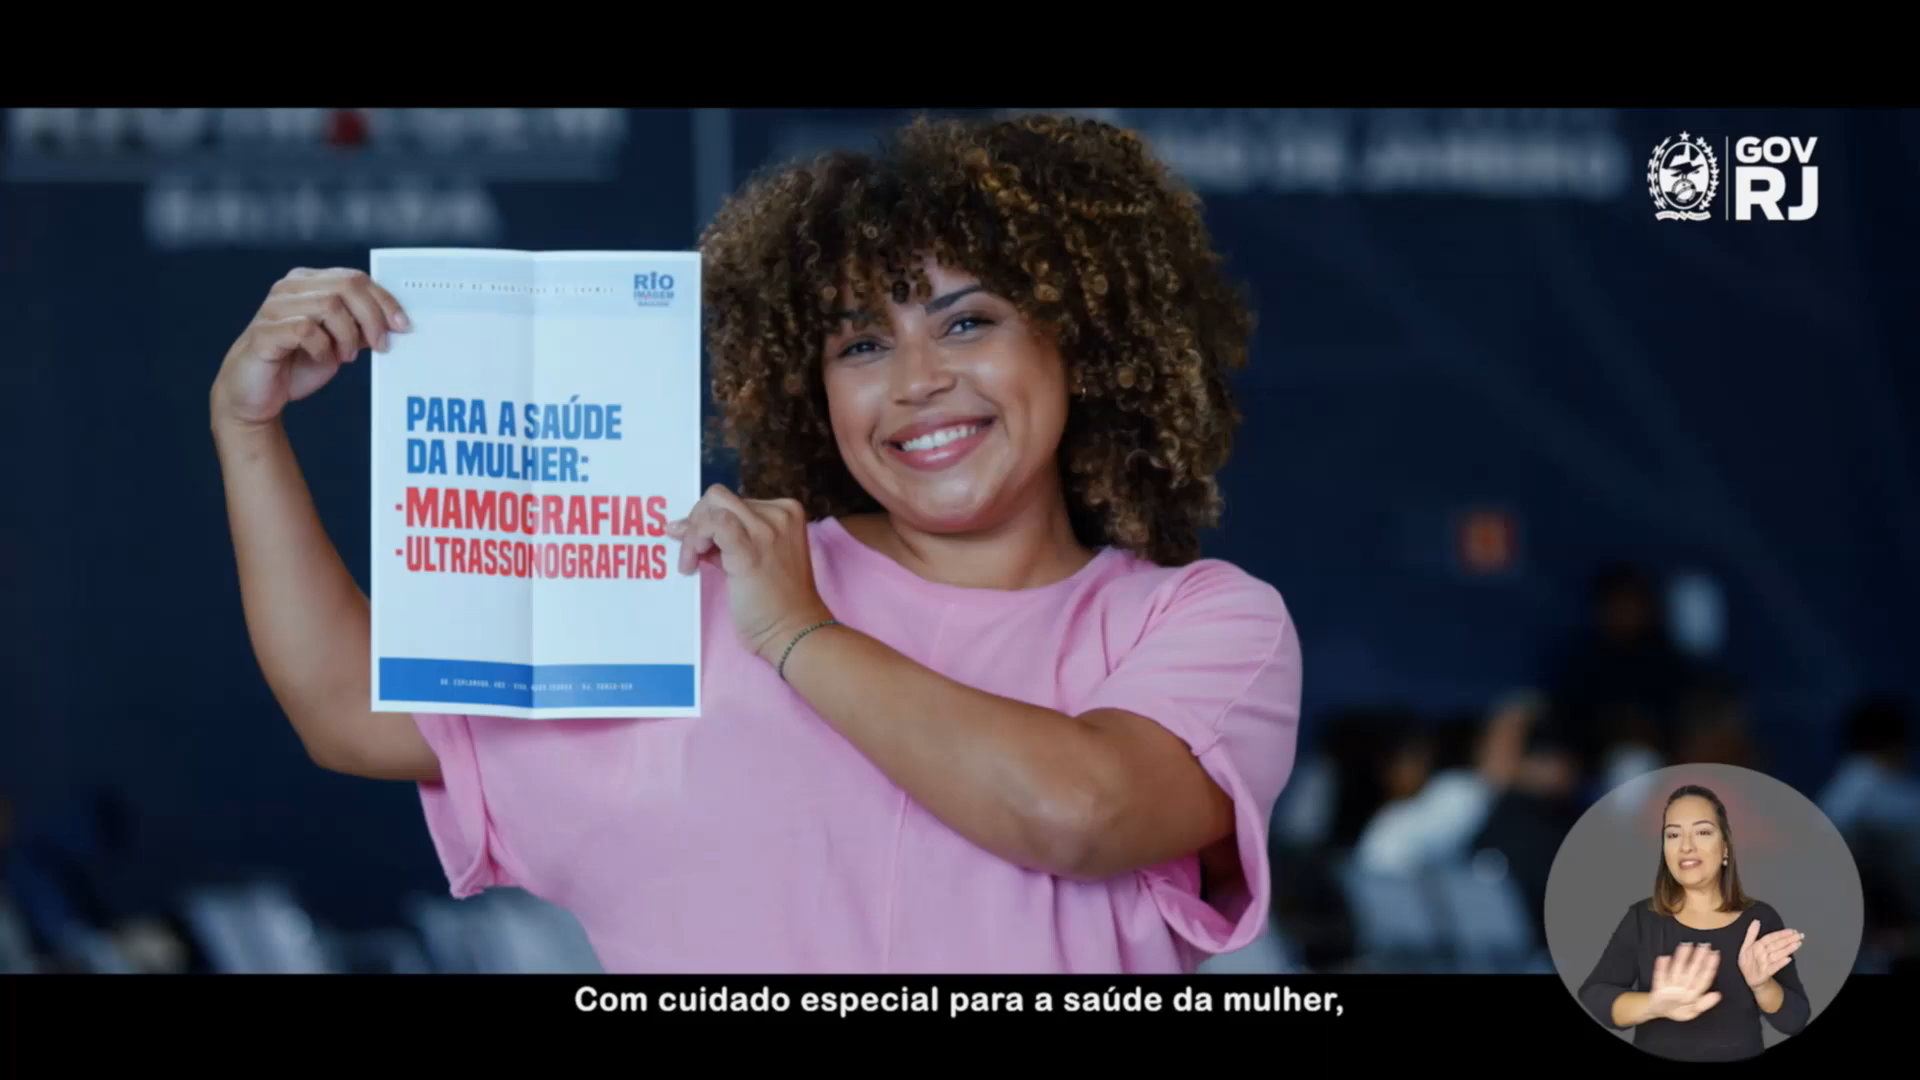 GOV
RJ
RIO
IMAGEM
PARA A SAÚDE
DA MULHER:
·MAMOGRAFIAS
·ULTRASSONOGRAFIAS
Com cuidado especial para a saúde da mulher,